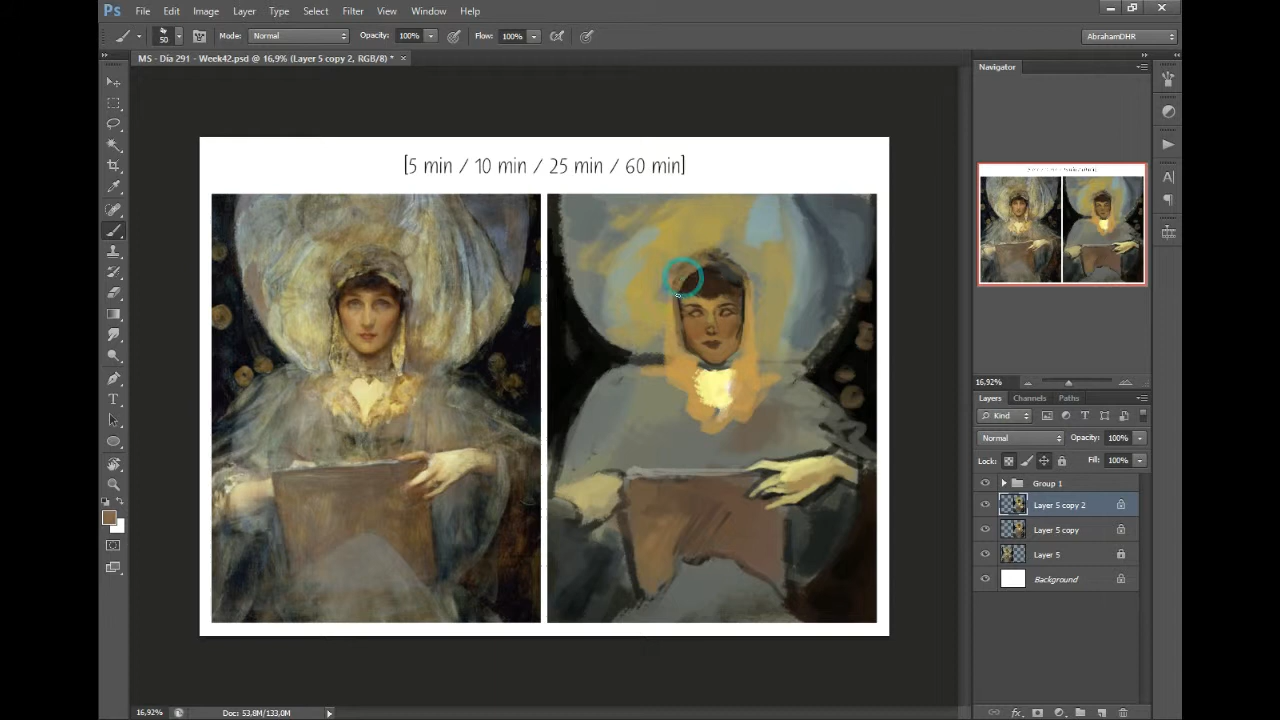 Ps File Edit Image Layer Type Select Filter View Window Help
50 Mode: Normal Opacity: 100% Flow: 100% AbrahamDHR
MS - Dia 291 - Week42.psd @ 16,9% (Layer 5 copy 2, RGB/8) * ×
Navigator
[5 min / 10 min / 25 min / 60 min]
16,92%
Layers Channels Paths
Kind
Normal Opacity: 100%
Lock: Fill: 100%
Group 1
Layer 5 copy 2
Layer 5 copy
Layer 5
Background
16,92% Doc: 53,8M/133,0M